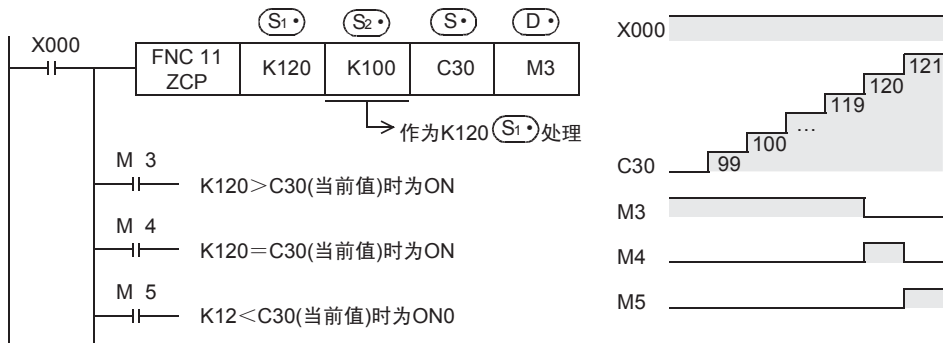 S1• S2• S• D•
X000
FNC 11 ZCP K120 K100 C30 M3
作为K120 S1• 处理
M 3
K120＞C30(当前值)时为ON
M 4
K120＝C30(当前值)时为ON
M 5
K12＜C30(当前值)时为ON0
X000
121
120
119
…
100
99
C30
M3
M4
M5